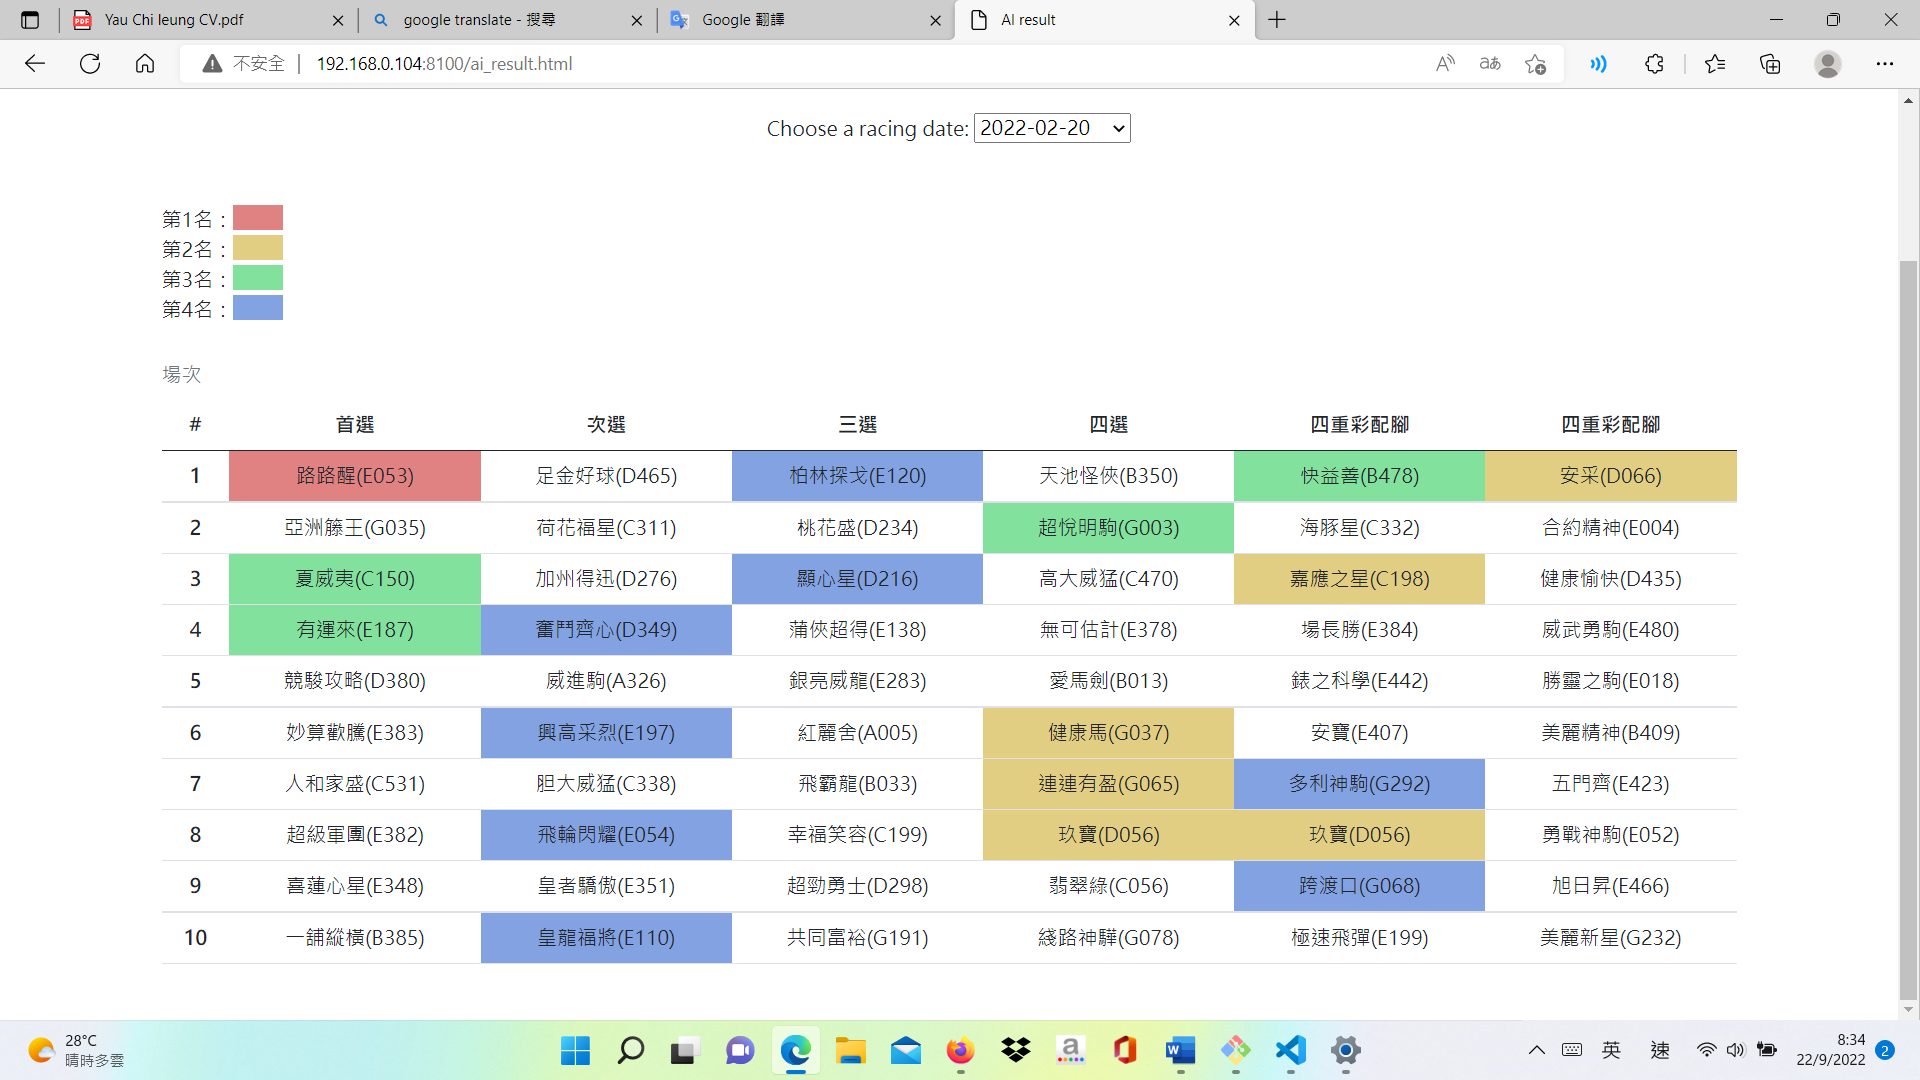 Yau Chi leung CV.pdf
google translate - 搜尋
Google 翻譯
AI result
不安全
192.168.0.104:8100/ai_result.html
Choose a racing date: 2022-02-20
第1名：
第2名：
第3名：
第4名：
場次
# 首選 次選 三選 四選 四重彩配腳 四重彩配腳
1 路路醒(E053) 足金好球(D465) 柏林探戈(E120) 天池怪俠(B350) 快益善(B478) 安采(D066)
2 亞洲籐王(G035) 荷花福星(C311) 桃花盛(D234) 超悅明駒(G003) 海豚星(C332) 合約精神(E004)
3 夏威夷(C150) 加州得迅(D276) 顯心星(D216) 高大威猛(C470) 嘉應之星(C198) 健康愉快(D435)
4 有運來(E187) 奮鬥齊心(D349) 蒲俠超得(E138) 無可估計(E378) 場長勝(E384) 威武勇駒(E480)
5 競駿攻略(D380) 威進駒(A326) 銀亮威龍(E283) 愛馬劍(B013) 錶之科學(E442) 勝靈之駒(E018)
6 妙算歡騰(E383) 興高采烈(E197) 紅麗舍(A005) 健康馬(G037) 安寶(E407) 美麗精神(B409)
7 人和家盛(C531) 胆大威猛(C338) 飛霸龍(B033) 連連有盈(G065) 多利神駒(G292) 五門齊(E423)
8 超級軍團(E382) 飛輪閃耀(E054) 幸福笑容(C199) 玖寶(D056) 玖寶(D056) 勇戰神駒(E052)
9 喜蓮心星(E348) 皇者驕傲(E351) 超勁勇士(D298) 翡翠綠(C056) 跨渡口(G068) 旭日昇(E466)
10 一舖縱橫(B385) 皇龍福將(E110) 共同富裕(G191) 綫路神驊(G078) 極速飛彈(E199) 美麗新星(G232)
28°C
晴時多雲
英
速
8:34
22/9/2022
2